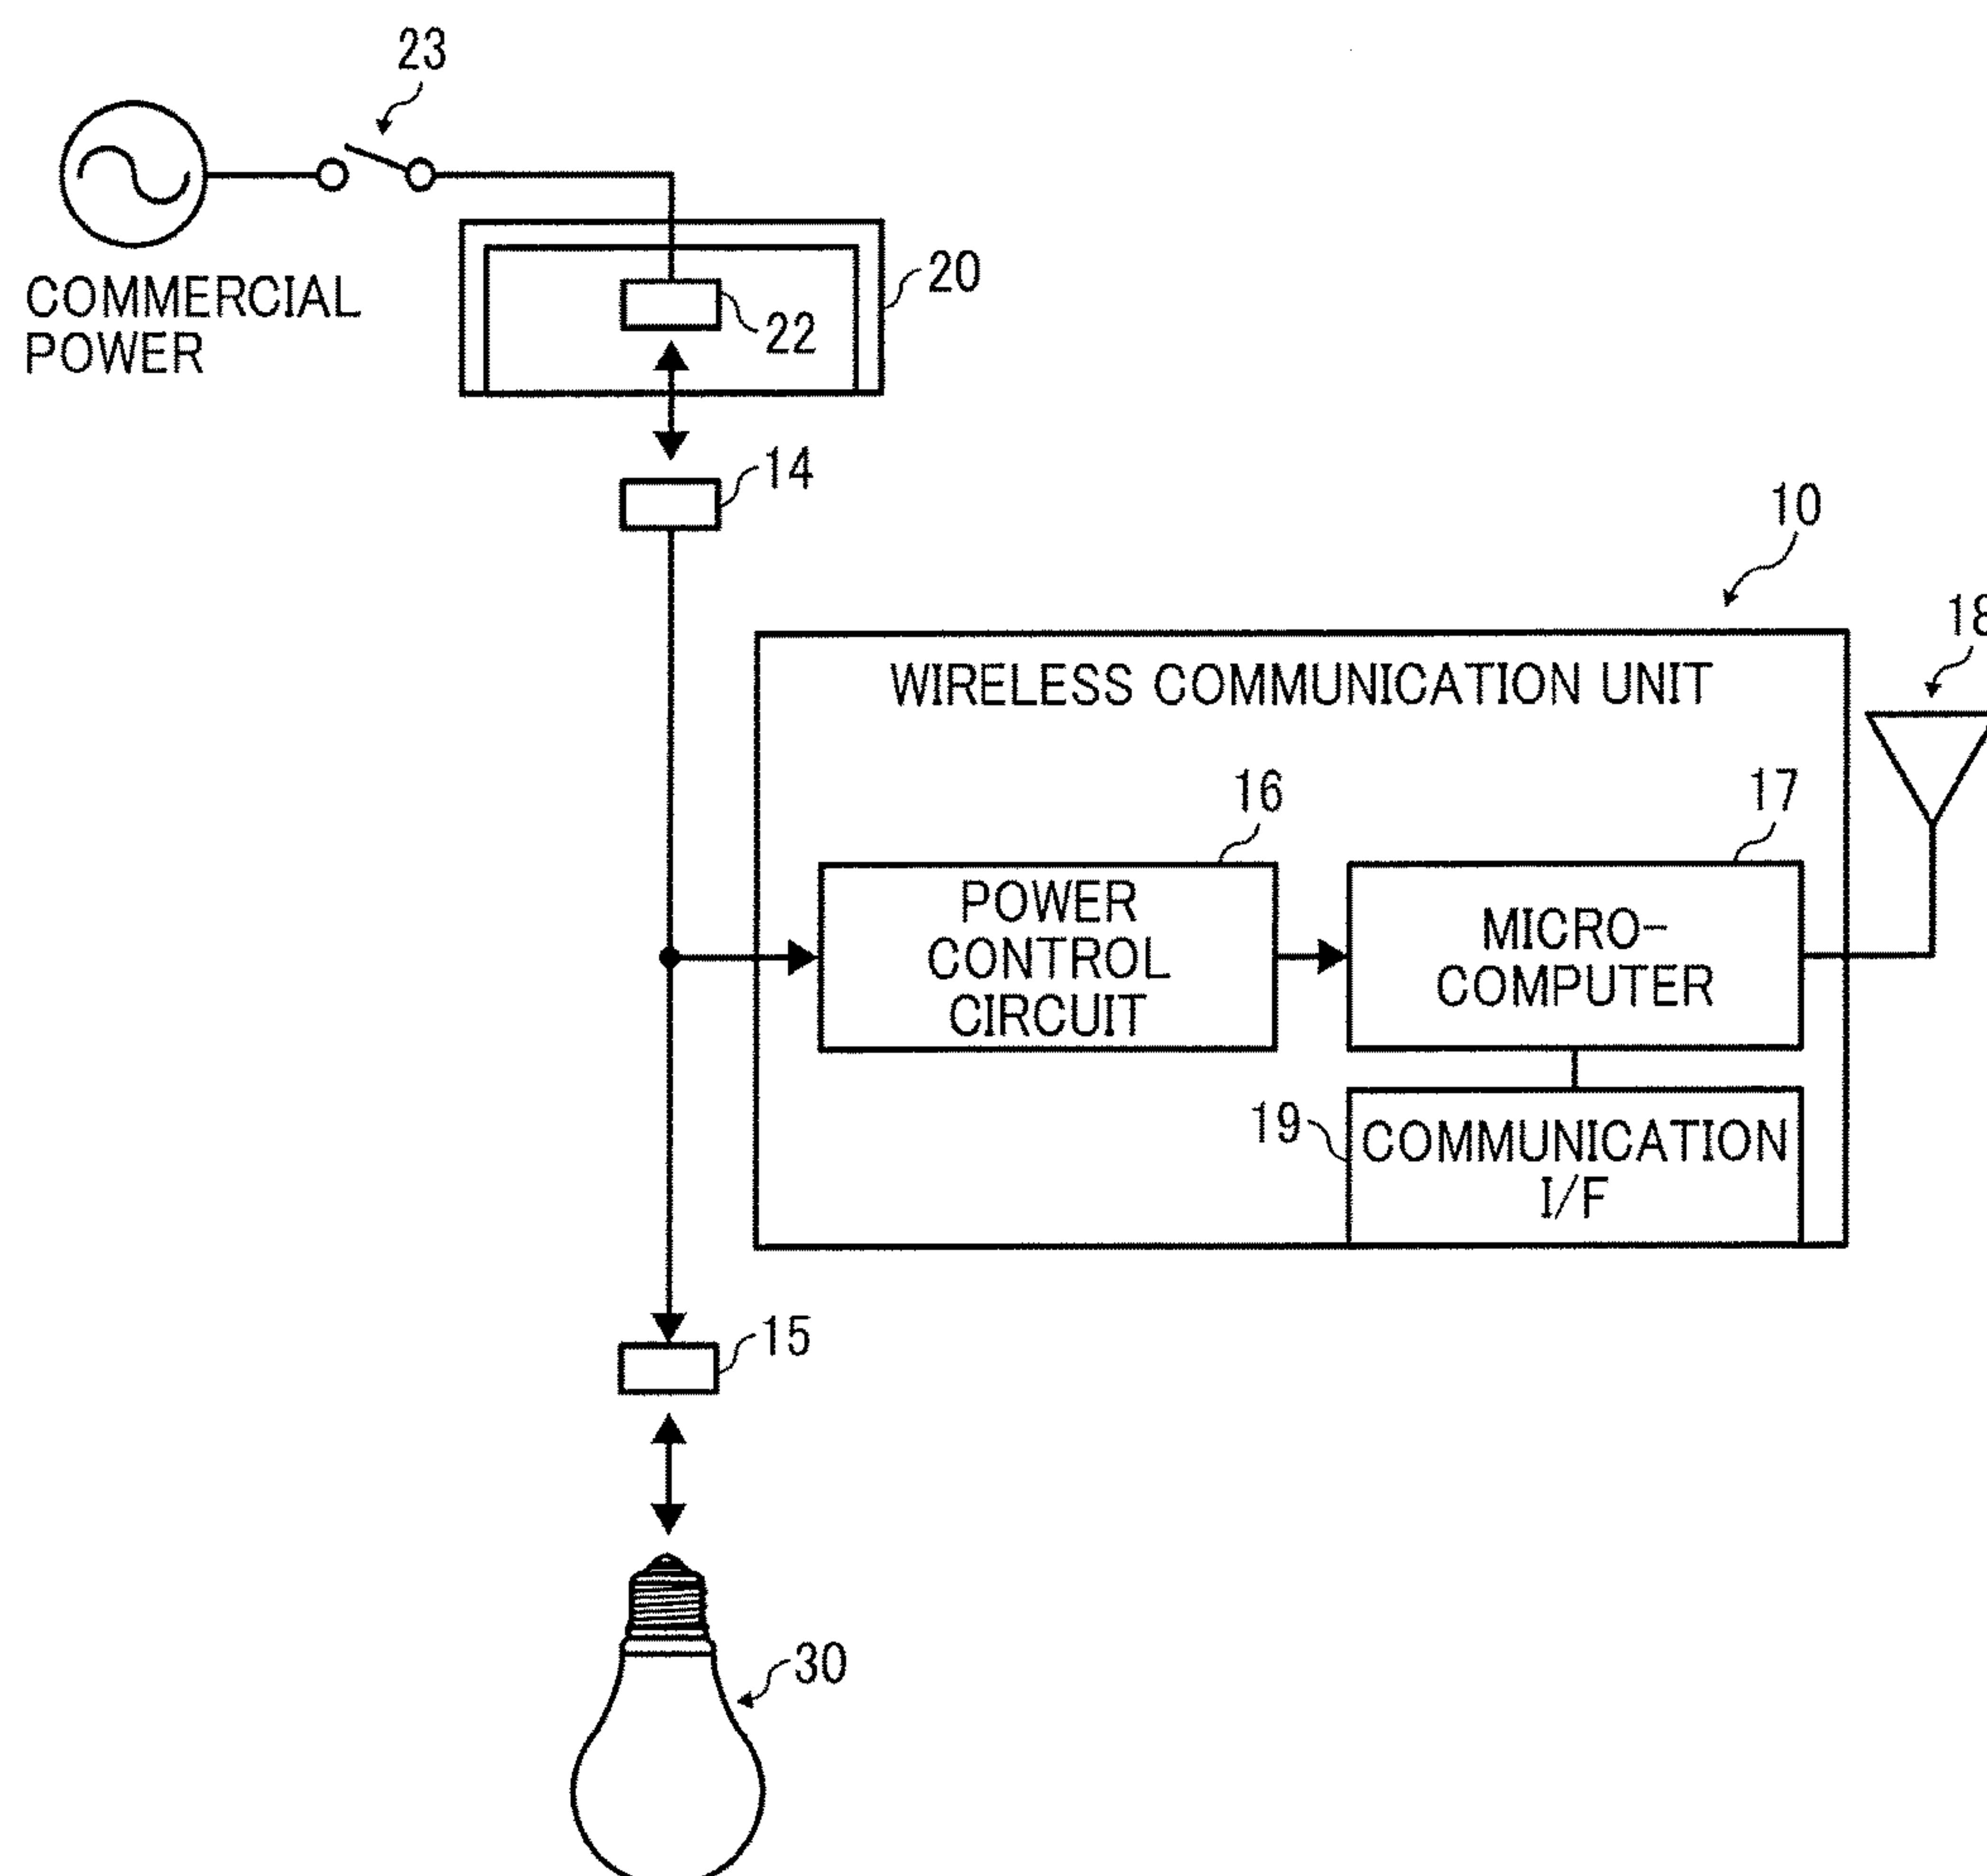 23
COMMERCIAL
POWER
20
22
14
10
18
WIRELESS COMMUNICATION UNIT
16
17
POWER
CONTROL
CIRCUIT
MICRO-
COMPUTER
19
COMMUNICATION
I/F
15
30